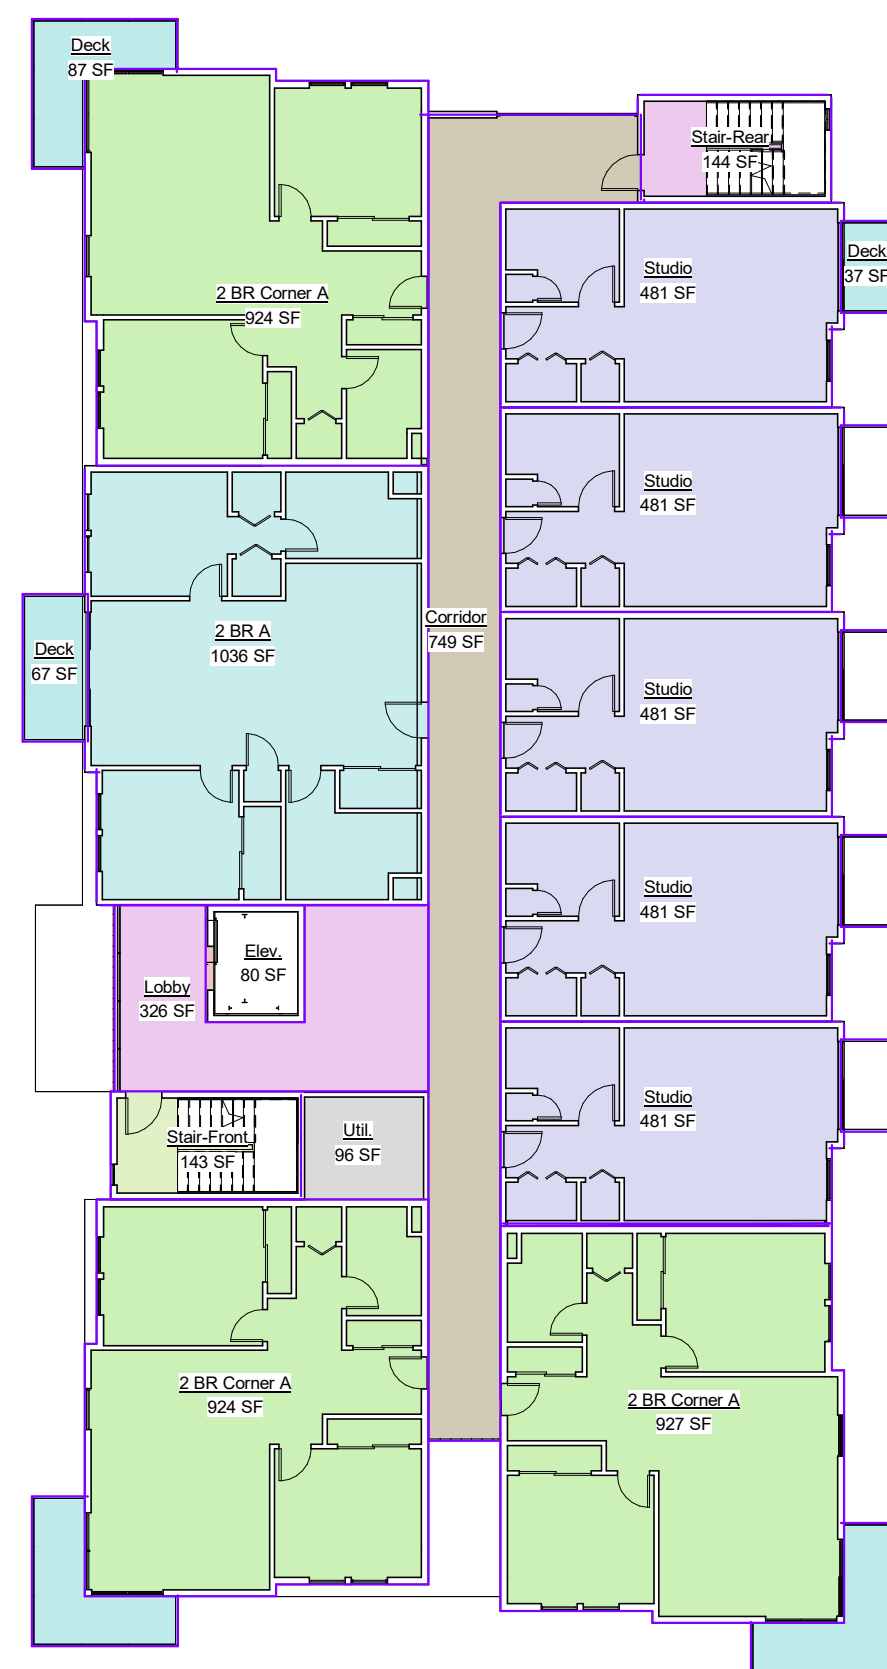 Deck
87 SF
Stair-Rear
144 SF
Deck
37 SF
Studio
481 SF
2 BR Corner A
924 SF
Studio
481 SF
Corridor
749 SF
2 BR A
1036 SF
Deck
67 SF
Studio
481 SF
Studio
481 SF
Elev.
80 SF
Lobby
326 SF
Studio
481 SF
Stair-Front
143 SF
Util.
96 SF
2 BR Corner A
924 SF
2 BR Corner A
927 SF